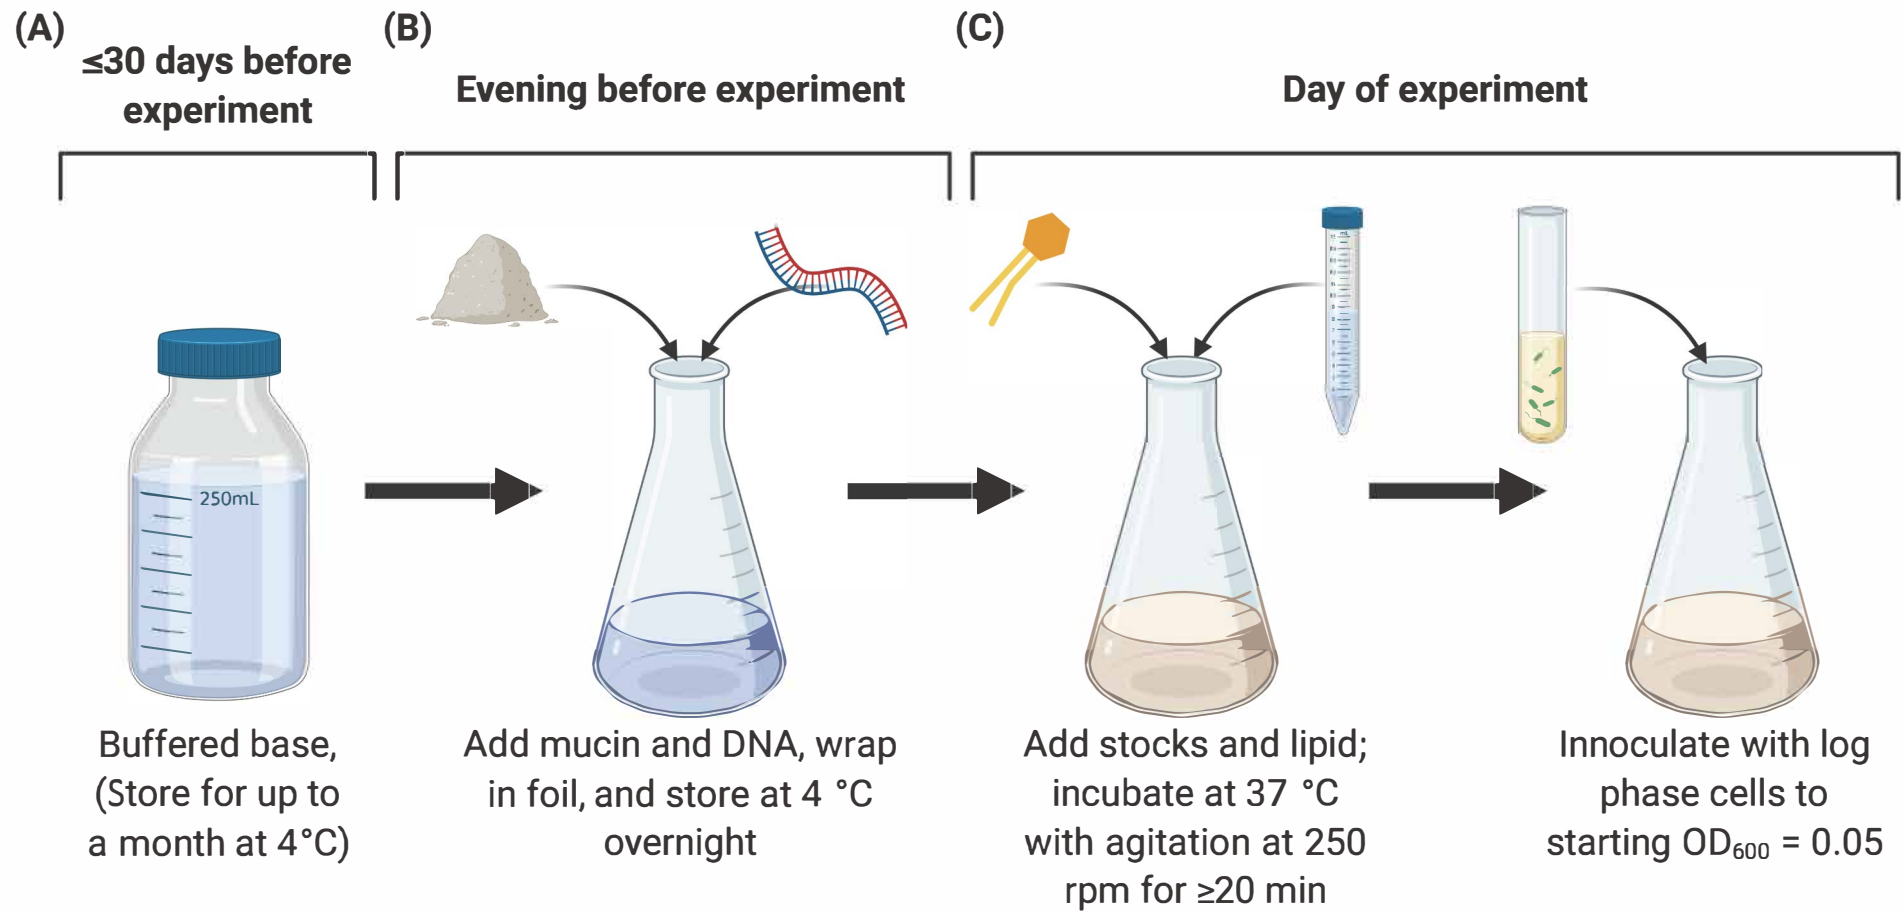 (A)
≤30 days before
experiment
(B)
Evening before experiment
(C)
Day of experiment
250mL
mL
Buffered base,
(Store for up to
a month at 4°C)
Add mucin and DNA, wrap
in foil, and store at 4 °C
overnight
Add stocks and lipid;
incubate at 37 °C
with agitation at 250
rpm for ≥20 min
Innoculate with log
phase cells to
starting OD₆₀₀ = 0.05